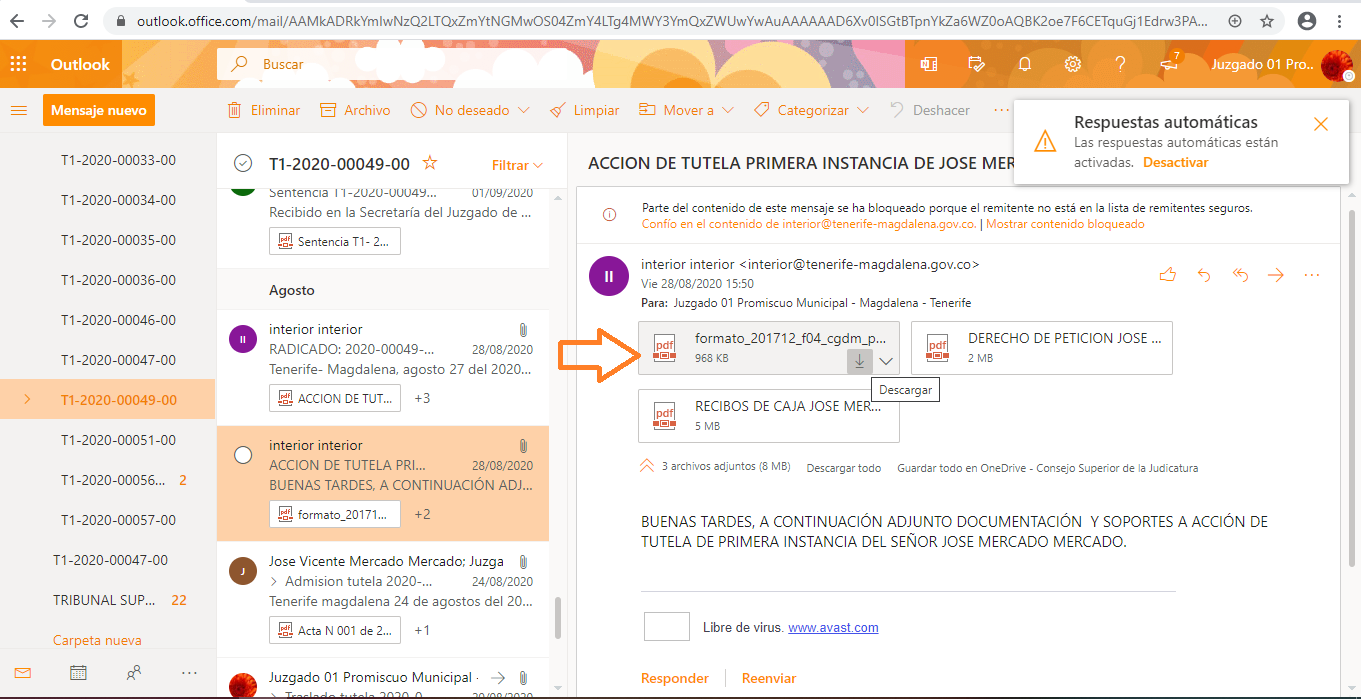 outlook.office.com/mail/AAMkADRkYmIwNzQ2LTQxZmYtNGMwOS04ZmY4LTg4MWY3YmQxZWUwYwAuAAAAAAD6Xv0ISGtBTpnYkZa6WZ0oAQBK2oe7F6CETquGj1Edrw3PA...
Outlook
Buscar
7
Juzgado 01 Pro..
Mensaje nuevo
Eliminar
Archivo
No deseado
Limpiar
Mover a
Categorizar
Deshacer
...
Respuestas automáticas
Las respuestas automáticas están
activadas. Desactivar
T1-2020-00033-00
T1-2020-00034-00
T1-2020-00035-00
T1-2020-00036-00
T1-2020-00046-00
T1-2020-00047-00
T1-2020-00049-00
T1-2020-00051-00
T1-2020-00056... 2
T1-2020-00057-00
T1-2020-00047-00
TRIBUNAL SUP... 22
Carpeta nueva
T1-2020-00049-00
Filtrar
Sentencia T1-2020-00049... 01/09/2020
Recibido en la Secretaría del Juzgado de ...
Sentencia T1- 2...
Agosto
II
interior interior
RADICADO: 2020-00049-... 28/08/2020
Tenerife- Magdalena, agosto 27 del 2020...
ACCION DE TUT... +3
interior interior
ACCION DE TUTELA PRI... 28/08/2020
BUENAS TARDES, A CONTINUACIÓN ADJ...
formato_20171... +2
J
Jose Vicente Mercado Mercado; Juzga
Admision tutela 2020-... 24/08/2020
Tenerife magdalena 24 de agostos del 20...
Acta N 001 de 2... +1
Juzgado 01 Promiscuo Municipal -
Traslado tutela 2020-0... 20/08/2020
ACCION DE TUTELA PRIMERA INSTANCIA DE JOSE MER
Parte del contenido de este mensaje se ha bloqueado porque el remitente no está en la lista de remitentes seguros.
Confío en el contenido de interior@tenerife-magdalena.gov.co. | Mostrar contenido bloqueado
II
interior interior <interior@tenerife-magdalena.gov.co>
Vie 28/08/2020 15:50
Para: Juzgado 01 Promiscuo Municipal - Magdalena - Tenerife
pdf
formato_201712_f04_cgdm_p...
968 KB
pdf
DERECHO DE PETICION JOSE ...
2 MB
Descargar
pdf
RECIBOS DE CAJA JOSE MER...
5 MB
3 archivos adjuntos (8 MB) Descargar todo Guardar todo en OneDrive - Consejo Superior de la Judicatura
BUENAS TARDES, A CONTINUACIÓN ADJUNTO DOCUMENTACIÓN Y SOPORTES A ACCIÓN DE
TUTELA DE PRIMERA INSTANCIA DEL SEÑOR JOSE MERCADO MERCADO.
Libre de virus. www.avast.com
Responder
Reenviar